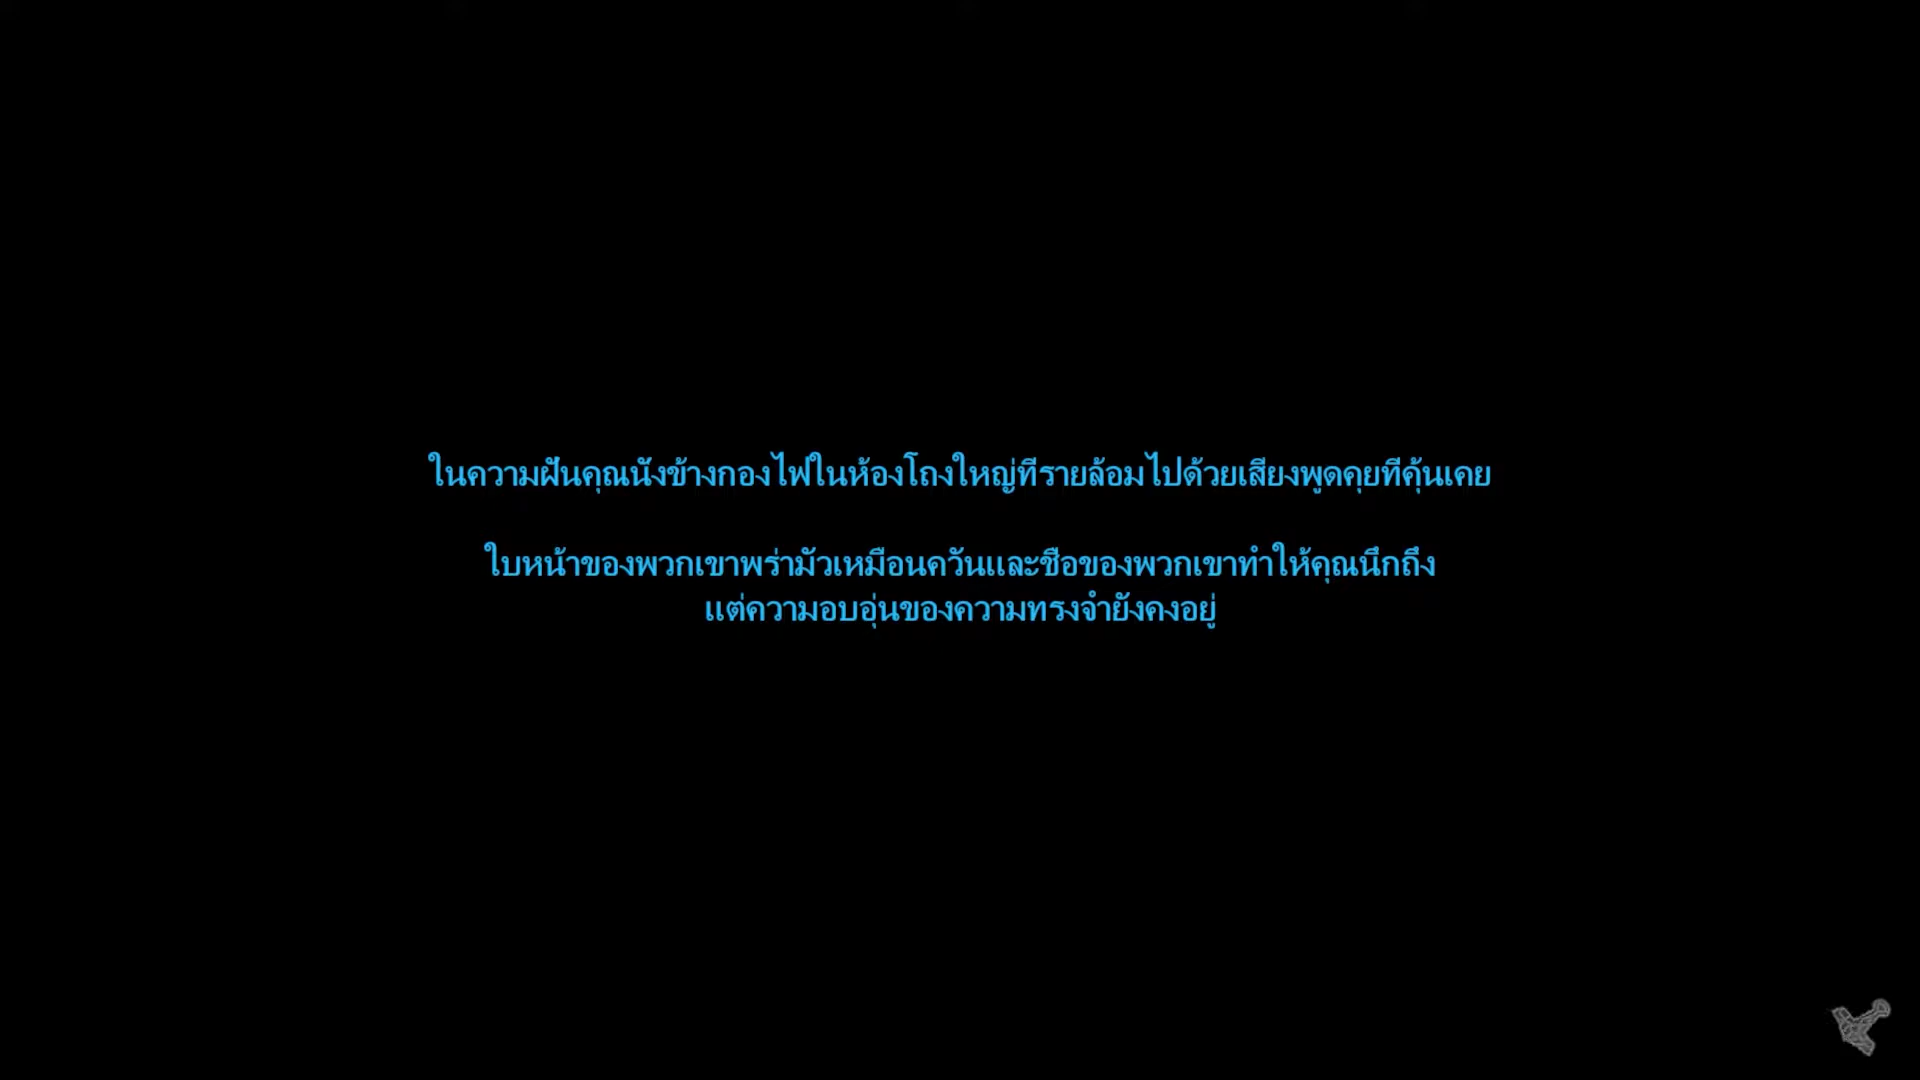 ในความฝันคุณนั่งข้างกองไฟในห้องโถงใหญ่ที่รายล้อมไปด้วยเสียงพูดคุยที่คุ้นเคย
ใบหน้าของพวกเขาพร่ามัวเหมือนควันและชื่อของพวกเขาทำให้คุณนึกถึง
แต่ความอบอุ่นของความทรงจำยังคงอยู่